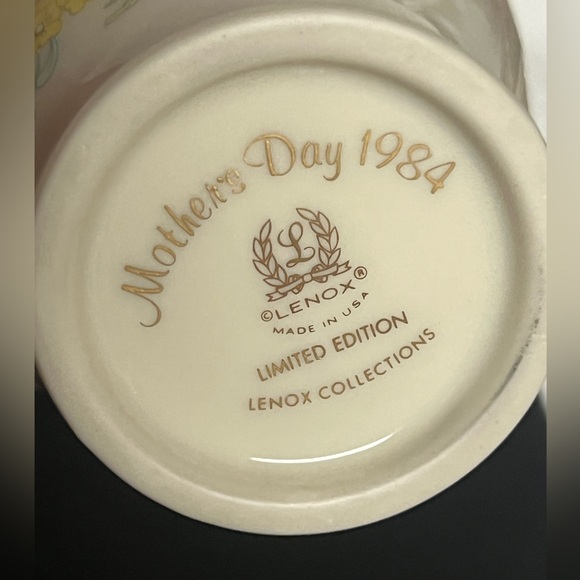 Mother's Day 1984
L
©LENOX®
MADE IN USA
LIMITED EDITION
LENOX COLLECTIONS